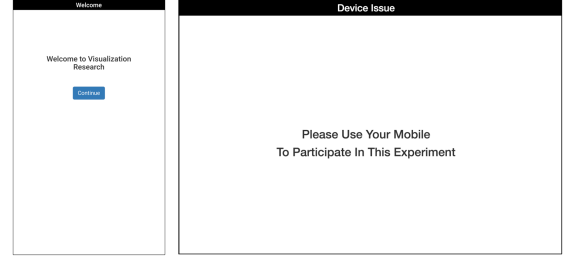 Welcome
Welcome to Visualization
Research
Continue
Device Issue
Please Use Your Mobile
To Participate In This Experiment